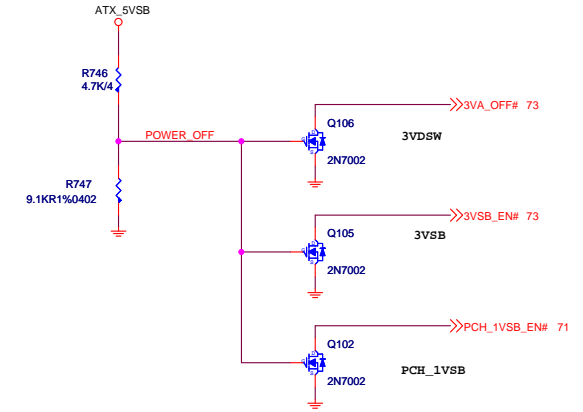 ATX_5VSB
R746
4.7K/4
3VA_OFF# 73
Q106
POWER_OFF
3VDSW
2N7002
R747
9.1KR1%0402
3VSB_EN# 73
Q105
3VSB
2N7002
PCH_1VSB_EN# 71
Q102
PCH_1VSB
2N7002